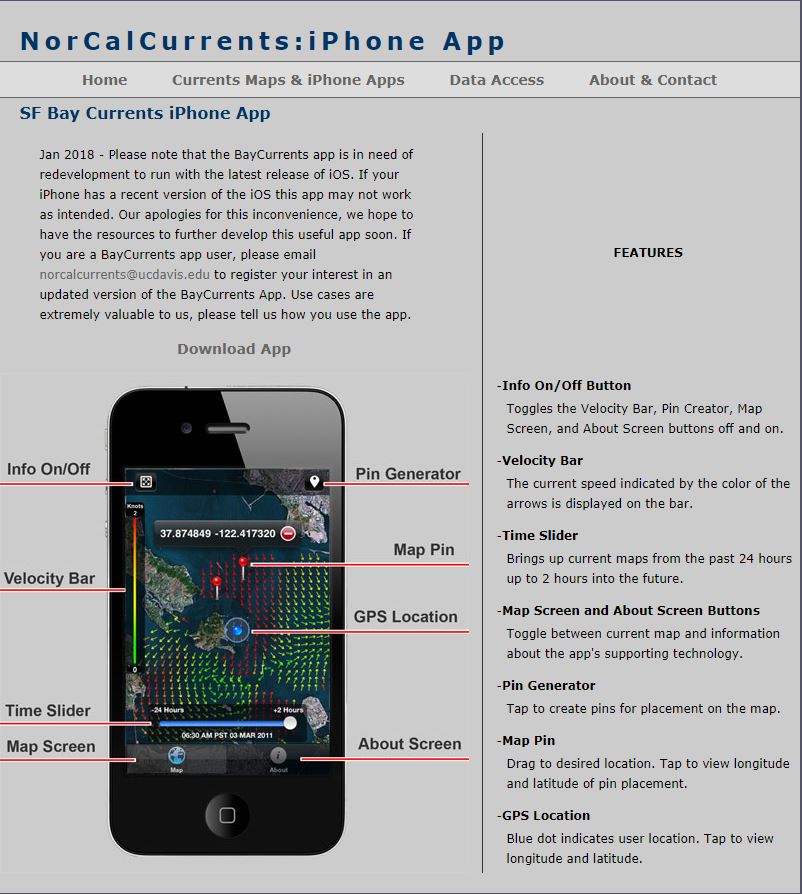 NorCalCurrents:iPhone App
Home Currents Maps & iPhone Apps Data Access About & Contact
SF Bay Currents iPhone App
Jan 2018 - Please note that the BayCurrents app is in need of
redevelopment to run with the latest release of iOS. If your
iPhone has a recent version of the iOS this app may not work
as intended. Our apologies for this inconvenience, we hope to
have the resources to further develop this useful app soon. If
you are a BayCurrents app user, please email
norcalcurrents@ucdavis.edu to register your interest in an
updated version of the BayCurrents App. Use cases are
extremely valuable to us, please tell us how you use the app.
Download App
Info On/Off
Pin Generator
Knots
2
37.874849 -122.417320
Map Pin
Velocity Bar
GPS Location
0
Time Slider
-24 Hours +2 Hours
06:30 AM PST 03 MAR 2011
Map Screen
About Screen
Map About
FEATURES
-Info On/Off Button
Toggles the Velocity Bar, Pin Creator, Map
Screen, and About Screen buttons off and on.
-Velocity Bar
The current speed indicated by the color of the
arrows is displayed on the bar.
-Time Slider
Brings up current maps from the past 24 hours
up to 2 hours into the future.
-Map Screen and About Screen Buttons
Toggle between current map and information
about the app's supporting technology.
-Pin Generator
Tap to create pins for placement on the map.
-Map Pin
Drag to desired location. Tap to view longitude
and latitude of pin placement.
-GPS Location
Blue dot indicates user location. Tap to view
longitude and latitude.